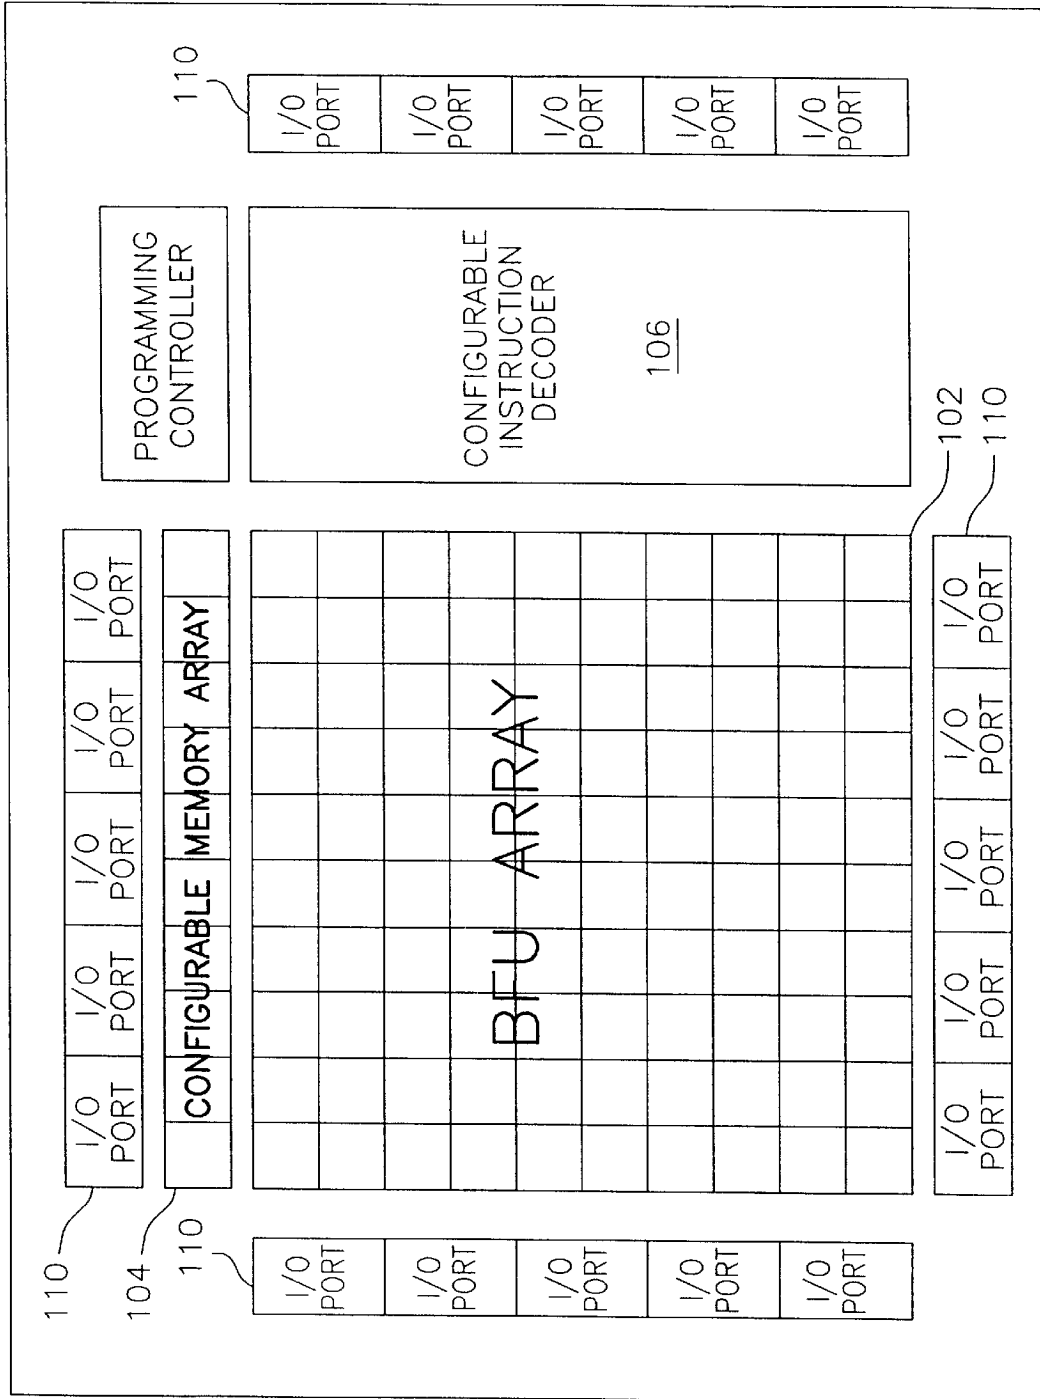 110
I/O PORT
I/O PORT
I/O PORT
I/O PORT
I/O PORT
104
CONFIGURABLE MEMORY ARRAY
PROGRAMMING
CONTROLLER
110
I/O PORT
I/O PORT
I/O PORT
I/O PORT
I/O PORT
BFU ARRAY
CONFIGURABLE
INSTRUCTION
DECODER
106
110
I/O PORT
I/O PORT
I/O PORT
I/O PORT
I/O PORT
102
I/O PORT
I/O PORT
I/O PORT
I/O PORT
I/O PORT
110